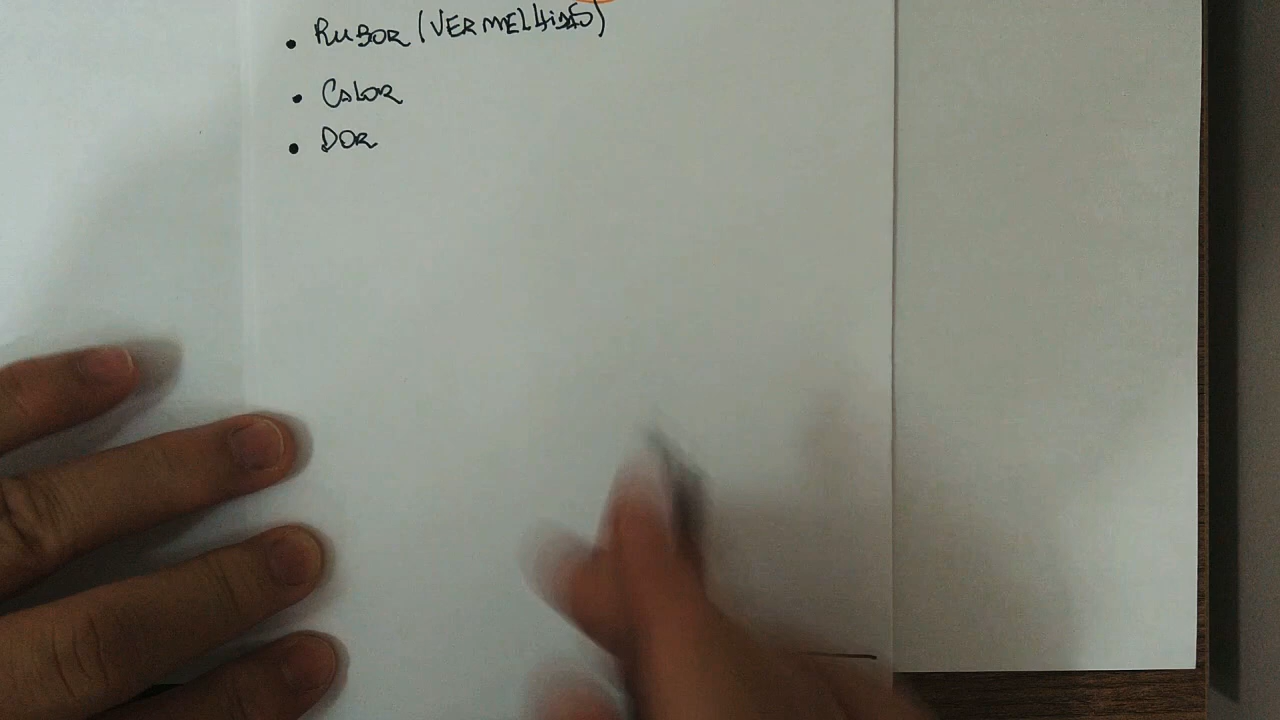 • RUBOR (VERMELHIDÃO)
• CALOR
• DOR